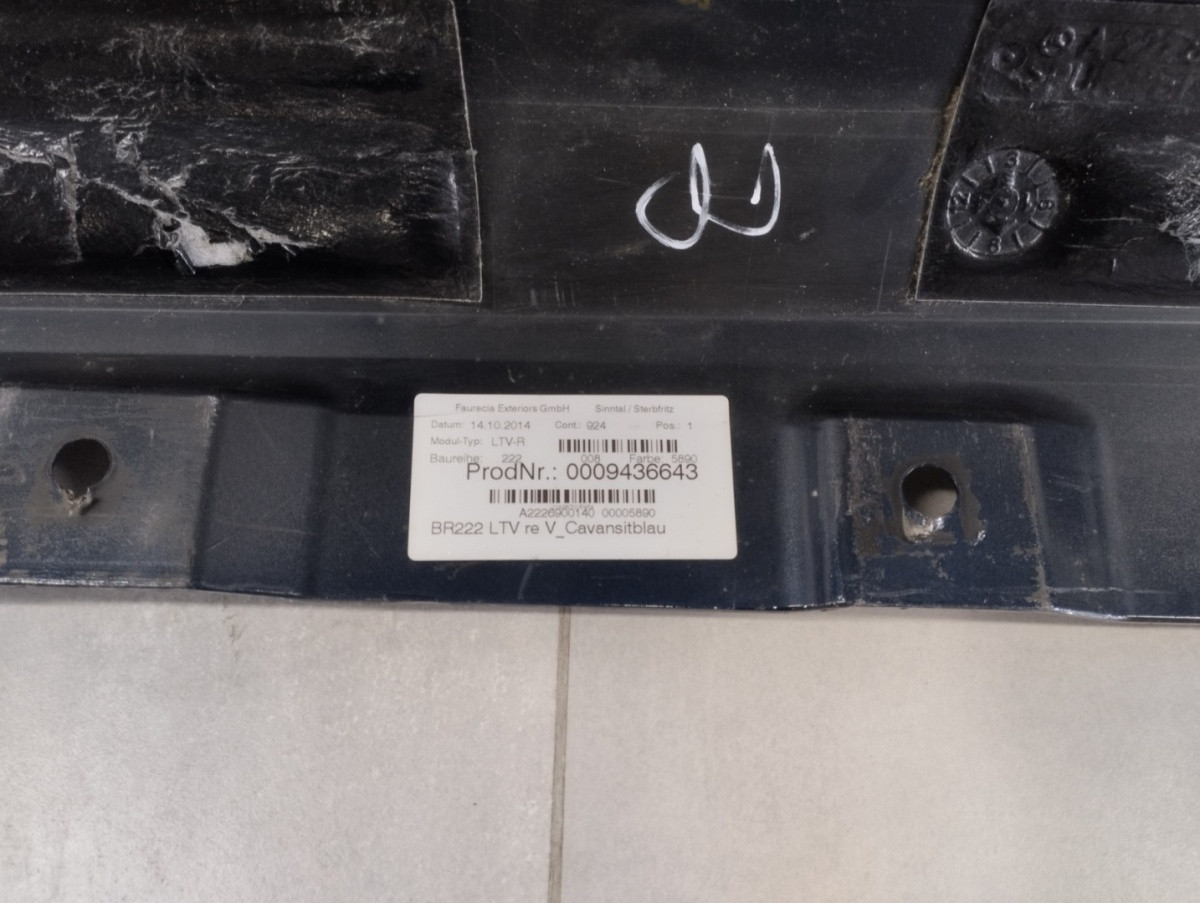 Faurecia Exteriors GmbH Sinntal / Sterbfritz
Datum: 14.10.2014 Cont.: 924 Pos.: 1
Modul-Typ: LTV-R
Baureihe: 222 008 Farbe: 5890
ProdNr.: 0009436643
A2226900140 00005890
BR222 LTV re V_Cavansitblau